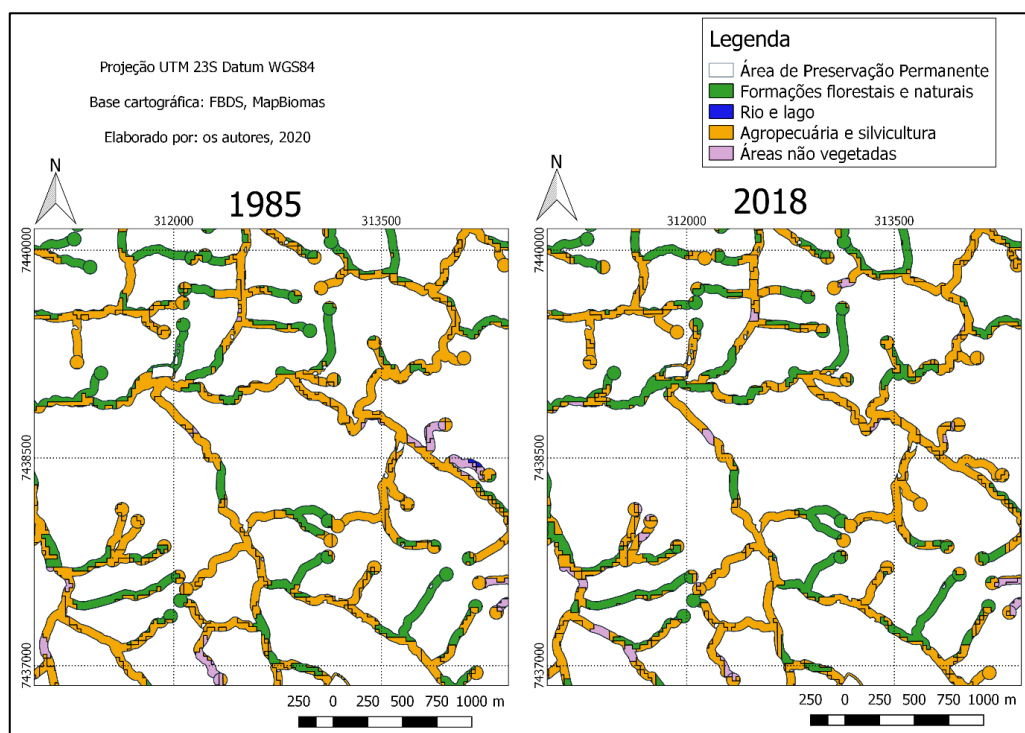 Projeção UTM 23S Datum WGS84
Base cartográfica: FBDS, MapBiomas
Elaborado por: os autores, 2020
Legenda
Área de Preservação Permanente
Formações florestais e naturais
Rio e lago
Agropecuária e silvicultura
Áreas não vegetadas
N
1985
312000
313500
7440000
7438500
7437000
250 0 250 500 750 1000 m
N
2018
312000
313500
7440000
7438500
7437000
250 0 250 500 750 1000 m